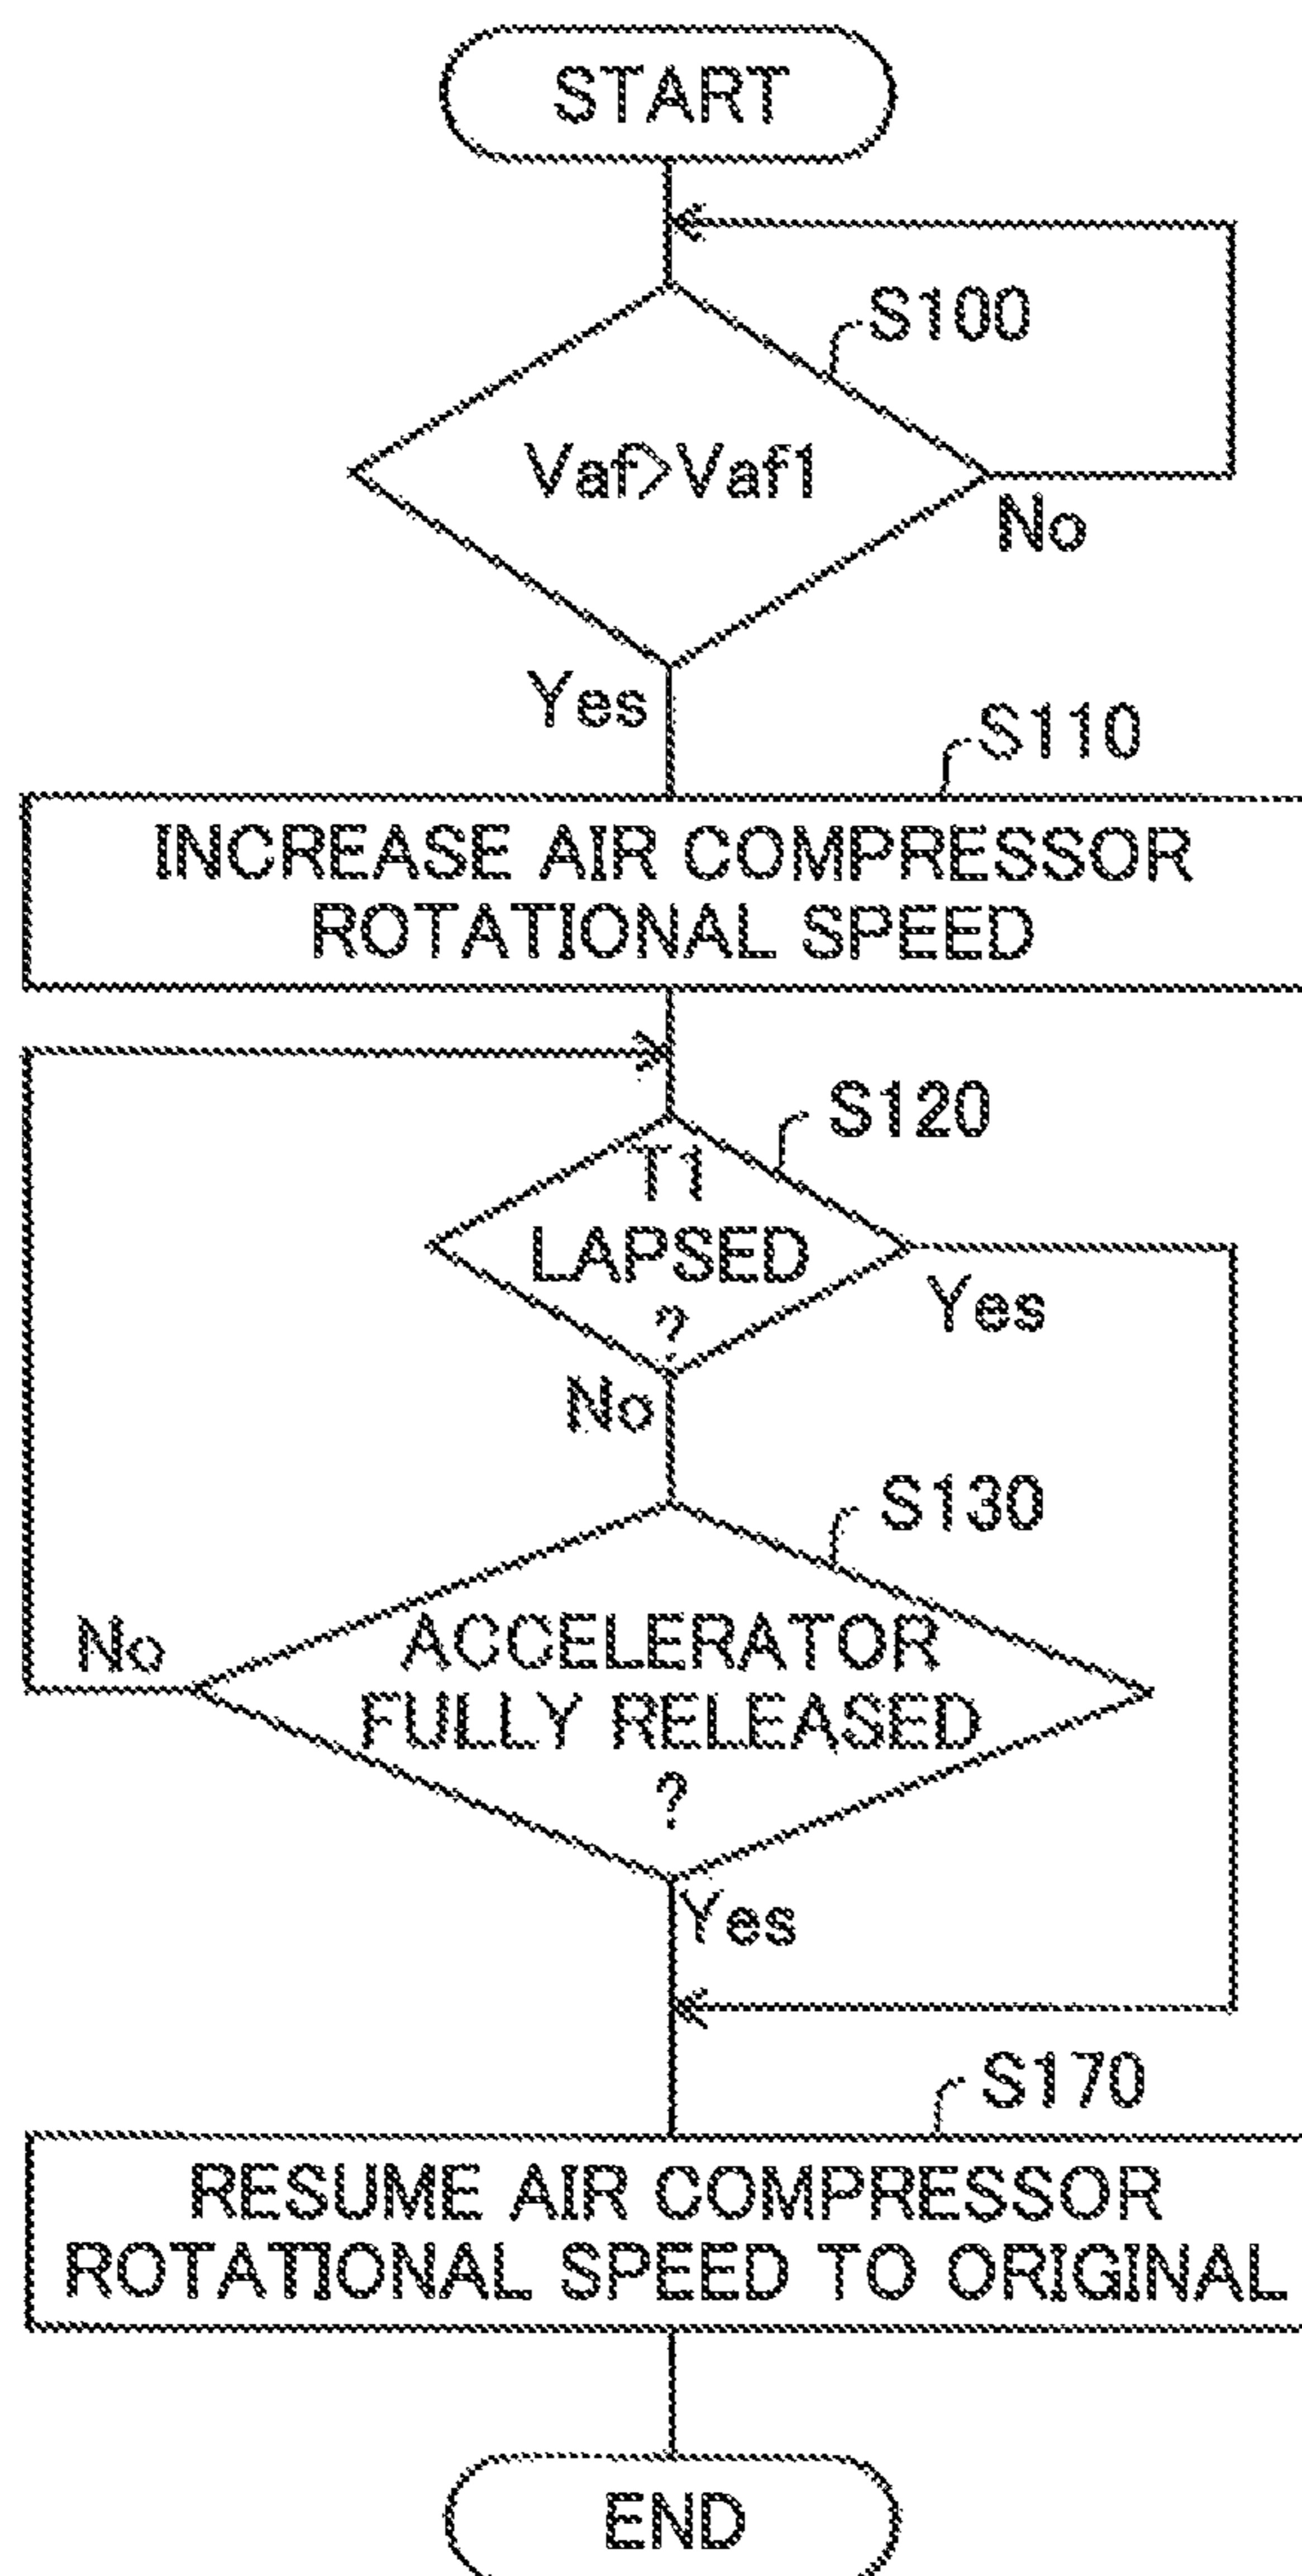 START
S100
Vaf>Vaf1
No
Yes
S110
INCREASE AIR COMPRESSOR
ROTATIONAL SPEED
S120
T1
LAPSED
?
Yes
No
S130
No
ACCELERATOR
FULLY RELEASED
?
Yes
S170
RESUME AIR COMPRESSOR
ROTATIONAL SPEED TO ORIGINAL
END